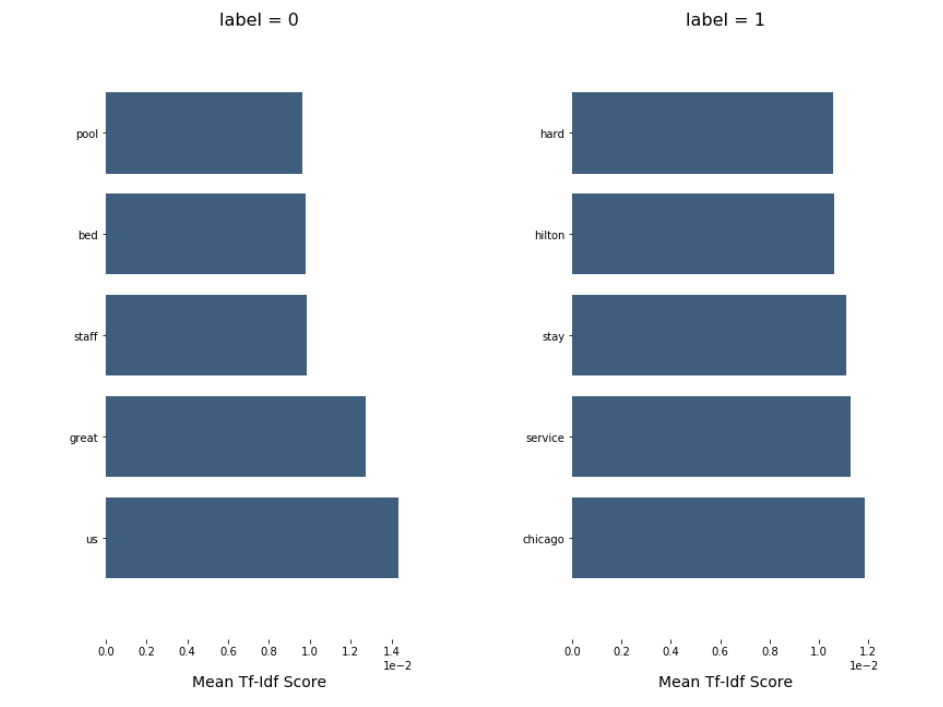 label = 0
pool
bed
staff
great
us
0.0 0.2 0.4 0.6 0.8 1.0 1.2 1.4
1e−2
Mean Tf-Idf Score
label = 1
hard
hilton
stay
service
chicago
0.0 0.2 0.4 0.6 0.8 1.0 1.2
1e−2
Mean Tf-Idf Score